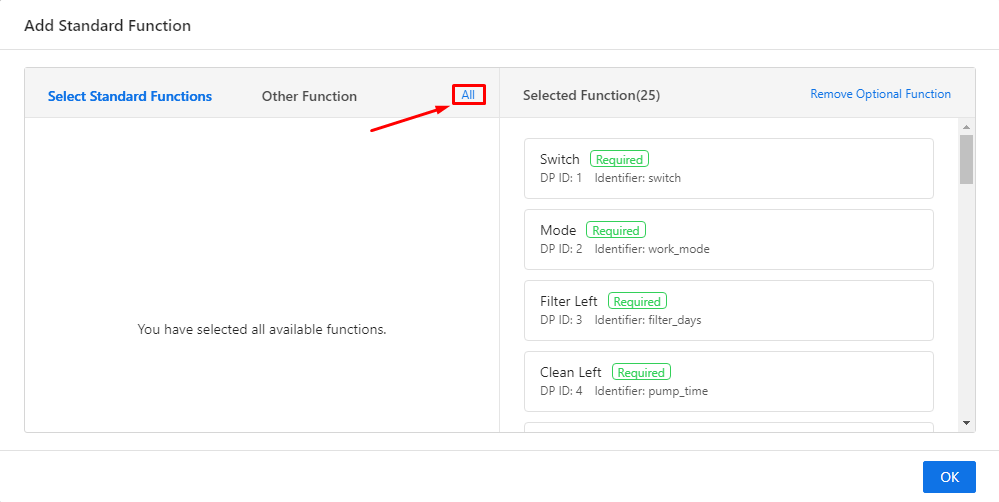 Add Standard Function
Select Standard Functions Other Function All
You have selected all available functions.
Selected Function(25) Remove Optional Function
Switch Required
DP ID: 1 Identifier: switch
Mode Required
DP ID: 2 Identifier: work_mode
Filter Left Required
DP ID: 3 Identifier: filter_days
Clean Left Required
DP ID: 4 Identifier: pump_time
OK